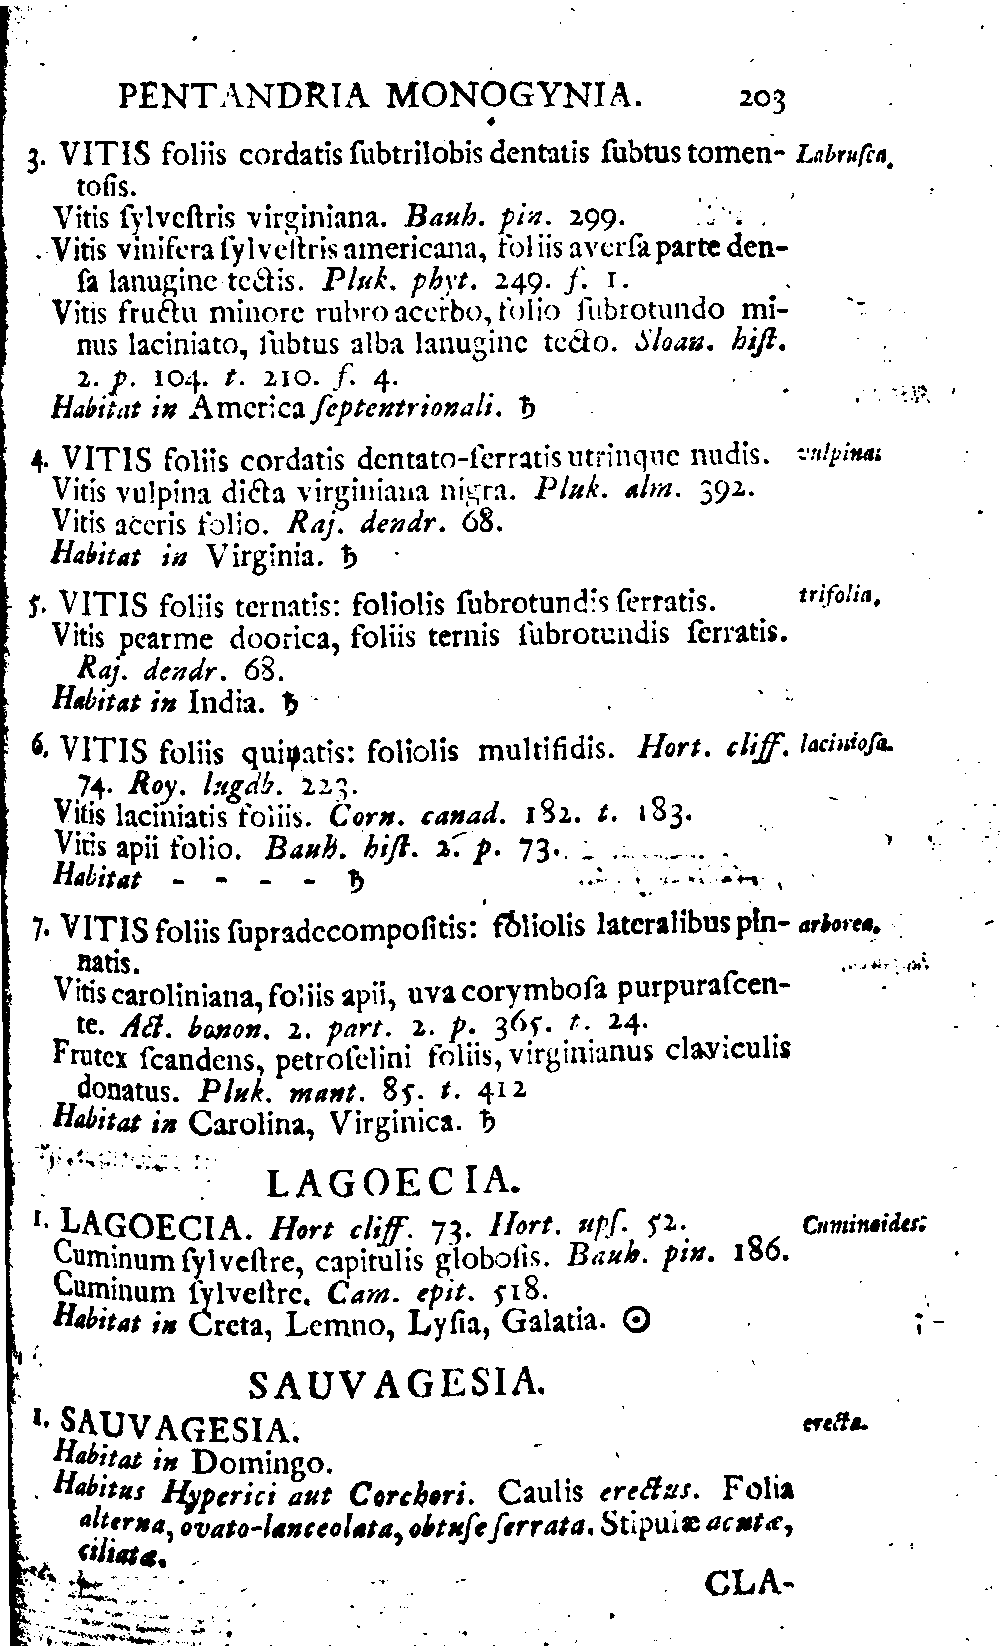 PENTANDRIA MONOGYNIA. 203
3. VITIS foliis cordatis ſubtrilobis dentatis ſubtus tomen- Labruſca.
toſis.
Vitis ſylveſtris virginiana. Bauh. pin. 299.
Vitis vinifera ſylveſtris americana, foliis averſa parte den-
ſa lanugine tectis. Pluk. phyt. 249. f. 1.
Vitis fructu minore rubro acerbo, folio ſubrotundo mi-
nus laciniato, ſubtus alba lanugine tecto. Sloan. hiſt.
2. p. 104. t. 210. f. 4.
Habitat in America ſeptentrionali. ♄
4. VITIS foliis cordatis dentato-ſerratis utrinque nudis. vulpina.
Vitis vulpina dicta virginiana nigra. Pluk. alm. 392.
Vitis aceris folio. Raj. dendr. 68.
Habitat in Virginia. ♄
5. VITIS foliis ternatis: foliolis ſubrotundis ſerratis. trifolia.
Vitis pearme doorica, foliis ternis ſubrotundis ſerratis.
Raj. dendr. 68.
Habitat in India. ♄
6. VITIS foliis quinatis: foliolis multifidis. Hort. cliff. lacinioſa.
74. Roy. lugdb. 223.
Vitis laciniatis foliis. Corn. canad. 182. t. 183.
Vitis apii folio. Bauh. hiſt. 2. p. 73.
Habitat - - - - ♄
7. VITIS foliis ſupradecompoſitis: foliolis lateralibus pin- arborea.
natis.
Vitis caroliniana, foliis apii, uva corymboſa purpuraſcen-
te. Act. bonon. 2. part. 2. p. 365. t. 24.
Frutex ſcandens, petroſelini foliis, virginianus claviculis
donatus. Pluk. mant. 85. t. 412
Habitat in Carolina, Virginica. ♄
LAGOECIA.
1. LAGOECIA. Hort cliff. 73. Hort. upſ. 52. Cuminoides.
Cuminum ſylveſtre, capitulis globoſis. Bauh. pin. 186.
Cuminum ſylveſtre. Cam. epit. 518.
Habitat in Creta, Lemno, Lyſia, Galatia. ☉
SAUVAGESIA.
1. SAUVAGESIA. erecta.
Habitat in Domingo.
Habitus Hyperici aut Corchori. Caulis erectus. Folia
alterna, ovato-lanceolata, obtuſe ſerrata. Stipulæ acutæ,
ciliatæ.
CLA-